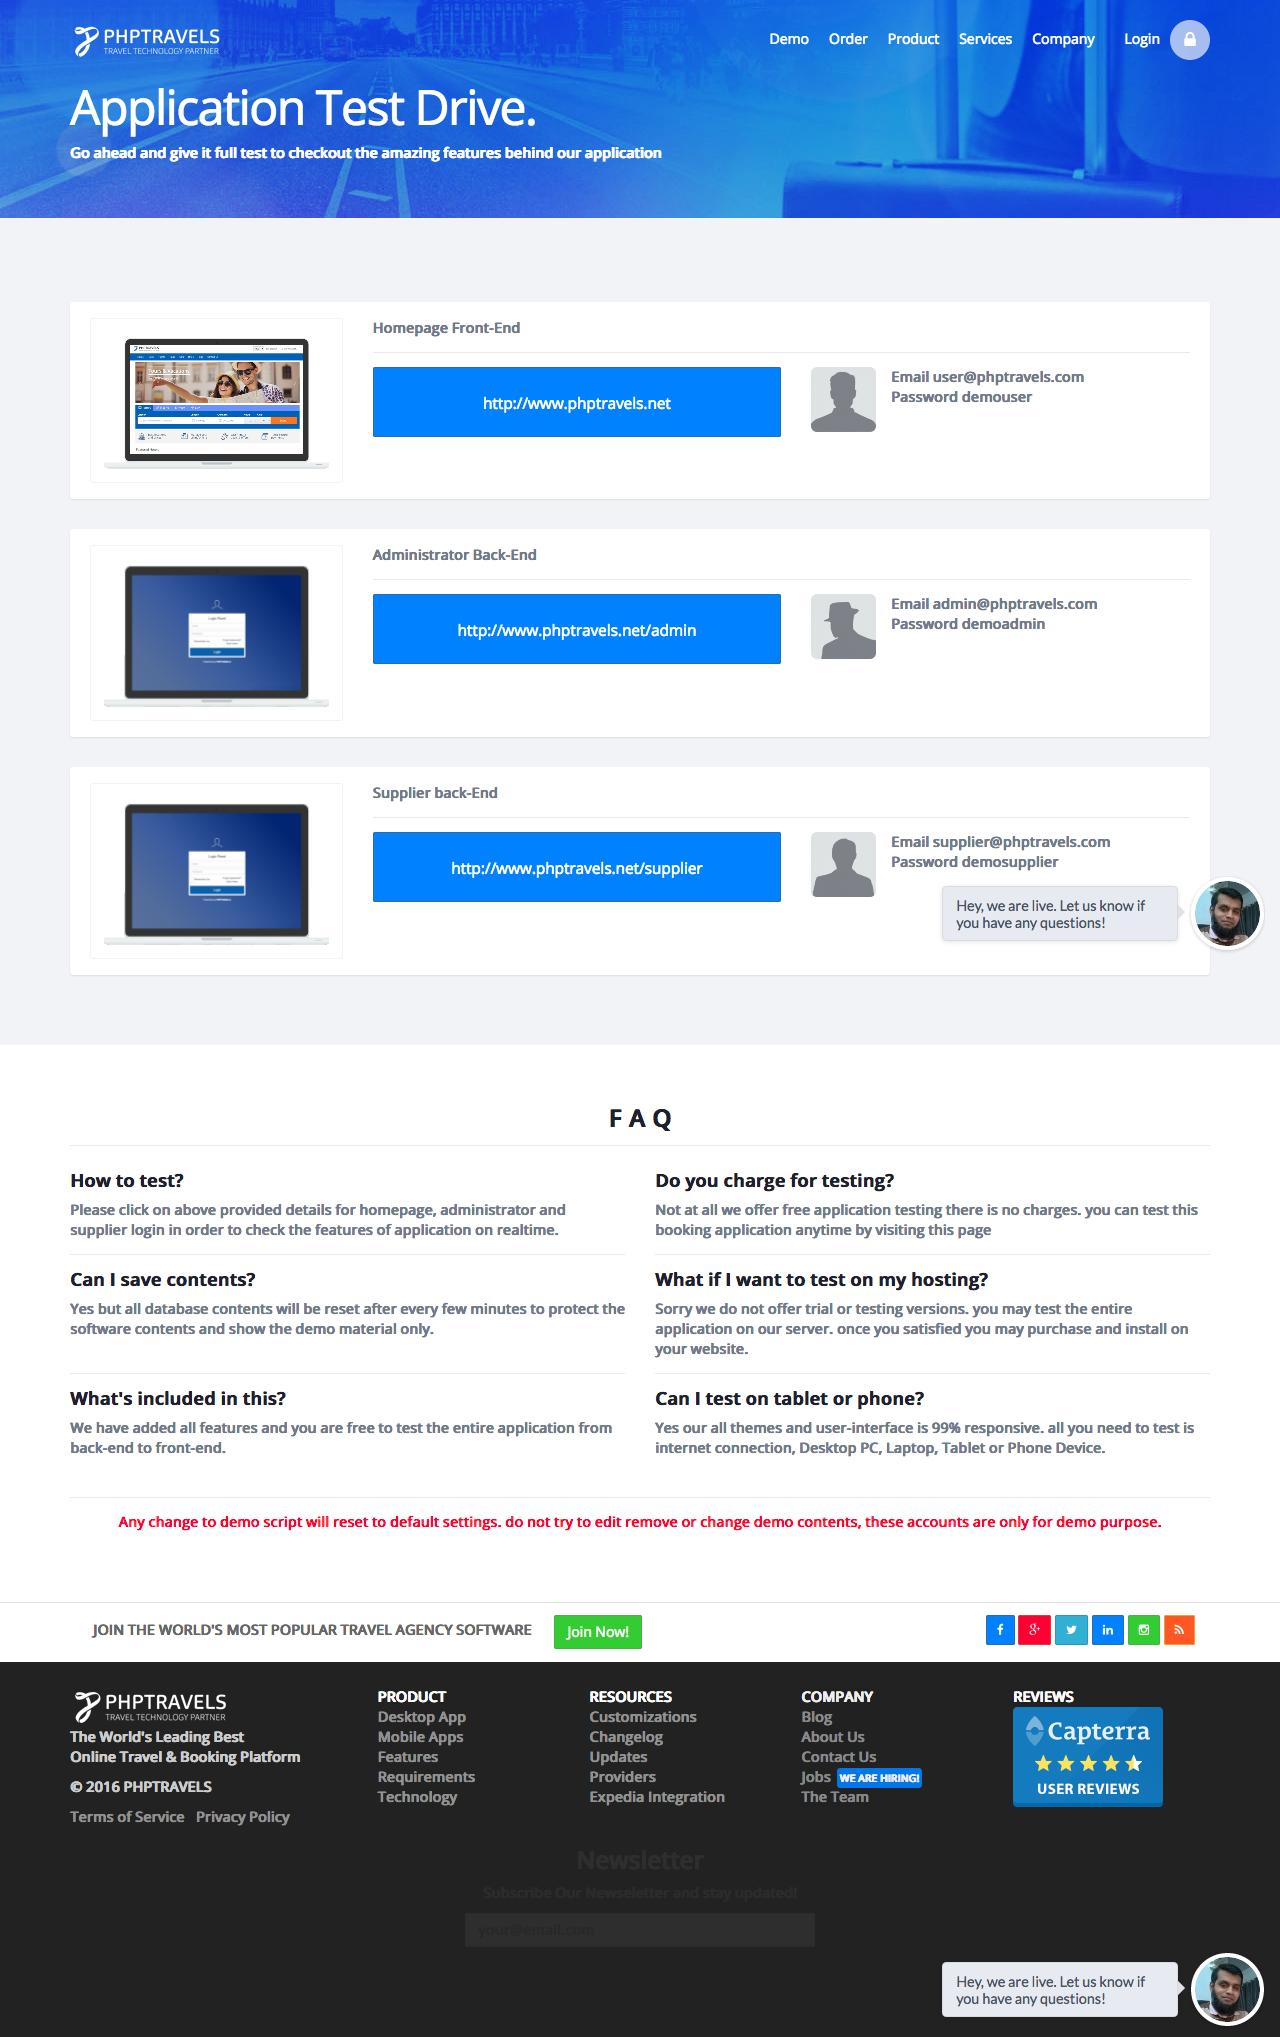 PHPTRAVELS
TRAVEL TECHNOLOGY PARTNER
Demo Order Product Services Company Login
Application Test Drive.
Go ahead and give it full test to checkout the amazing features behind our application
Homepage Front-End
http://www.phptravels.net
Email user@phptravels.com
Password demouser
Administrator Back-End
http://www.phptravels.net/admin
Email admin@phptravels.com
Password demoadmin
Supplier back-End
http://www.phptravels.net/supplier
Email supplier@phptravels.com
Password demosupplier
Hey, we are live. Let us know if
you have any questions!
F A Q
How to test?
Please click on above provided details for homepage, administrator and
supplier login in order to check the features of application on realtime.
Do you charge for testing?
Not at all we offer free application testing there is no charges. you can test this
booking application anytime by visiting this page
Can I save contents?
Yes but all database contents will be reset after every few minutes to protect the
software contents and show the demo material only.
What if I want to test on my hosting?
Sorry we do not offer trial or testing versions. you may test the entire
application on our server. once you satisfied you may purchase and install on
your website.
What's included in this?
We have added all features and you are free to test the entire application from
back-end to front-end.
Can I test on tablet or phone?
Yes our all themes and user-interface is 99% responsive. all you need to test is
internet connection, Desktop PC, Laptop, Tablet or Phone Device.
Any change to demo script will reset to default settings. do not try to edit remove or change demo contents, these accounts are only for demo purpose.
JOIN THE WORLD'S MOST POPULAR TRAVEL AGENCY SOFTWARE
Join Now!
PHPTRAVELS
TRAVEL TECHNOLOGY PARTNER
The World's Leading Best
Online Travel & Booking Platform
© 2016 PHPTRAVELS
Terms of Service Privacy Policy
PRODUCT
Desktop App
Mobile Apps
Features
Requirements
Technology
RESOURCES
Customizations
Changelog
Updates
Providers
Expedia Integration
COMPANY
Blog
About Us
Contact Us
Jobs WE ARE HIRING!
The Team
REVIEWS
Capterra
USER REVIEWS
Newsletter
Subscribe Our Newseletter and stay updated!
your@email.com
Hey, we are live. Let us know if
you have any questions!